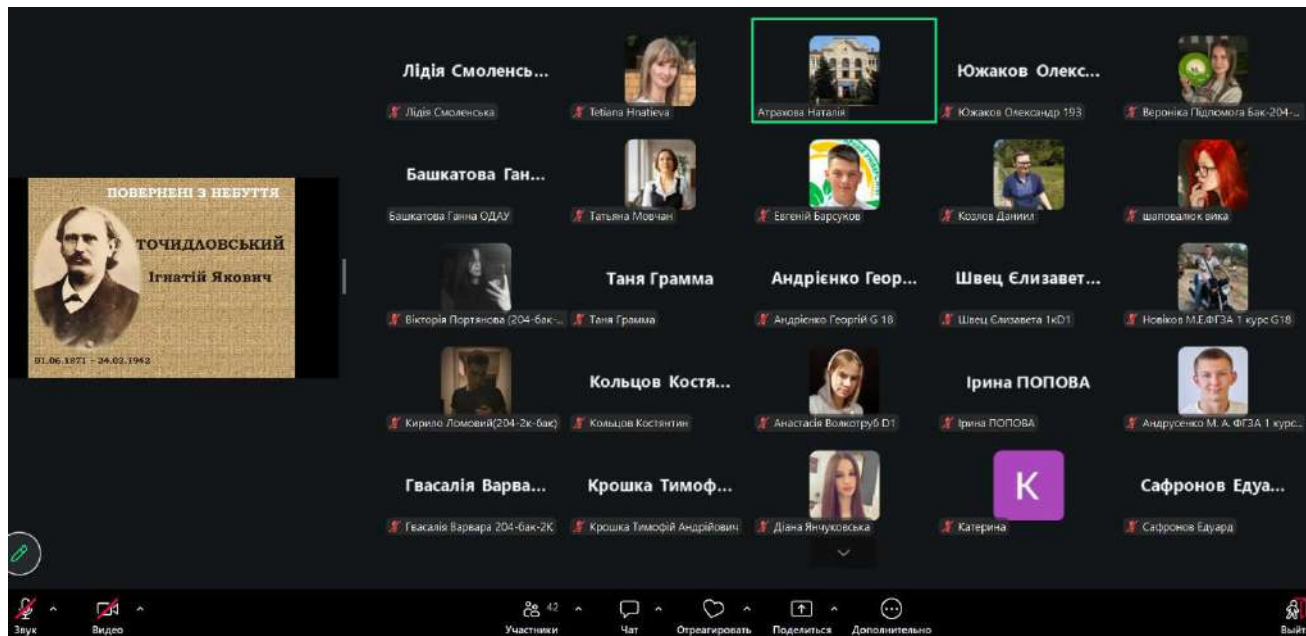 ПОВЕРНЕНІ З НЕБУТТЯ
ТОЧИДЛОВСЬКИЙ
Ігнатій Якович
01.06.1871 – 24.02.1942
Лідія Смоленсь...
Лідія Смоленська
Tetiana Hnatieva
Атрахова Наталія
Южаков Олекс...
Южаков Олександр 193
Вероніка Підпомога Бак-204-...
Башкатова Ган...
Башкатова Ганна ОДАУ
Татьяна Мовчан
Евгеній Барсуков
Козлов Даниил
шаповалюк вика
Вікторія Портянова (204-бак-...
Таня Грамма
Таня Грамма
Андрієнко Геор...
Андрієнко Георгій G 18
Швец Єлизавет...
Швец Єлизавета 1кD1
Новіков М.Е.ФГЗА 1 курс G18
Кирило Ломовий(204-2к-бак)
Кольцов Костя...
Кольцов Костянтин
Анастасія Волкотруб D1
Ірина ПОПОВА
Ірина ПОПОВА
Андрусенко М. А. ФГЗА 1 курс...
Гвасалія Варва...
Гвасалія Варвара 204-бак-2К
Крошка Тимоф...
Крошка Тимофій Андрійович
Діана Янчуковська
К
Катерина
Сафронов Едуа...
Сафронов Едуард
Звук
Видео
42
Участники
Чат
Отреагировать
Поделиться
Дополнительно